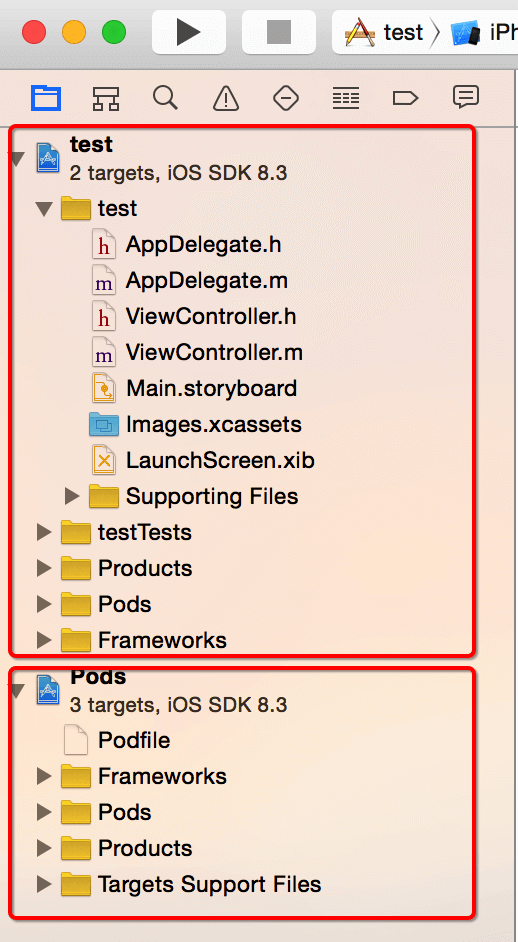 test
iPh
test
2 targets, iOS SDK 8.3
test
h AppDelegate.h
m AppDelegate.m
h ViewController.h
m ViewController.m
Main.storyboard
Images.xcassets
LaunchScreen.xib
Supporting Files
testTests
Products
Pods
Frameworks
Pods
3 targets, iOS SDK 8.3
Podfile
Frameworks
Pods
Products
Targets Support Files